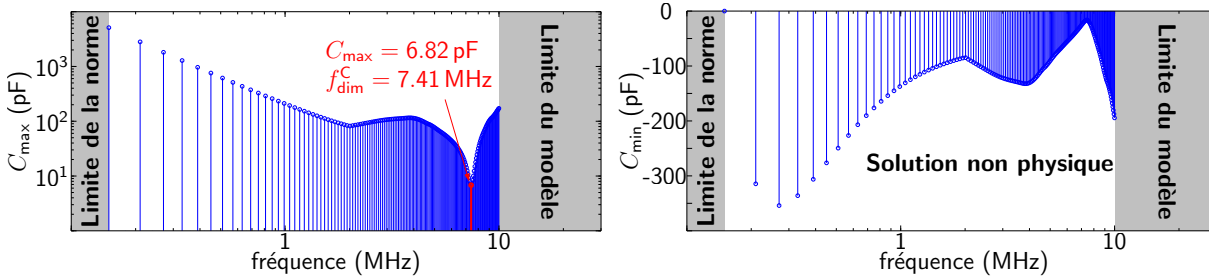 Limite de la norme
C_max = 6.82 pF
f_dim^C = 7.41 MHz
Limite du modèle
C_max (pF)
10^3
10^2
10^1
1
10
fréquence (MHz)
Limite de la norme
Solution non physique
Limite du modèle
C_min (pF)
0
-100
-200
-300
1
10
fréquence (MHz)